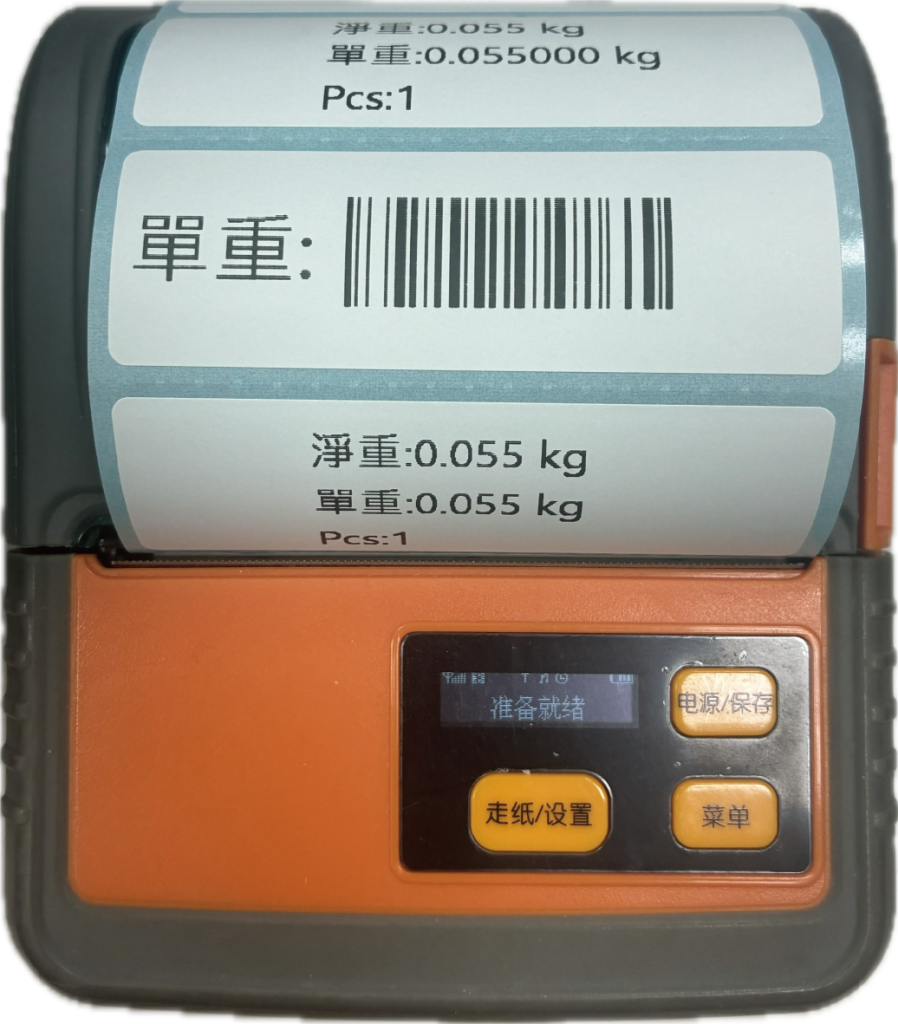 淨重:0.055 kg
單重:0.055000 kg
Pcs:1
單重:
淨重:0.055 kg
單重:0.055 kg
Pcs:1
准备就绪
电源/保存
走纸/设置
菜单